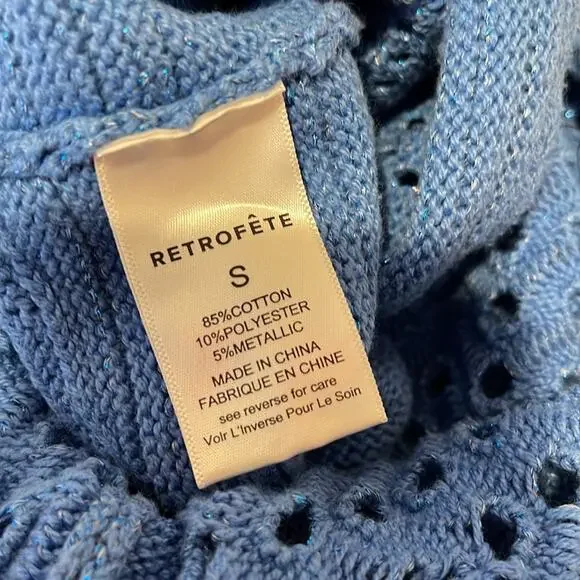 RETROFÊTE
S
85%COTTON
10%POLYESTER
5%METALLIC
MADE IN CHINA
FABRIQUE EN CHINE
see reverse for care
Voir L'Inverse Pour Le Soin